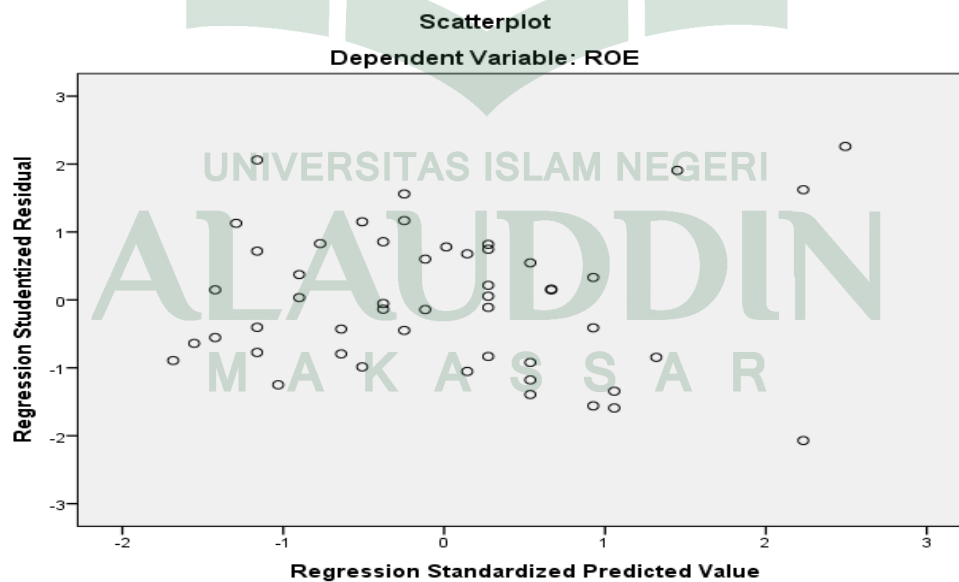 Scatterplot
Dependent Variable: ROE
3
2
1
0
-1
-2
-3
Regression Studentized Residual
UNIVERSITAS ISLAM NEGERI
ALAUDDIN
M A K A S S A R
-2 -1 0 1 2 3
Regression Standardized Predicted Value